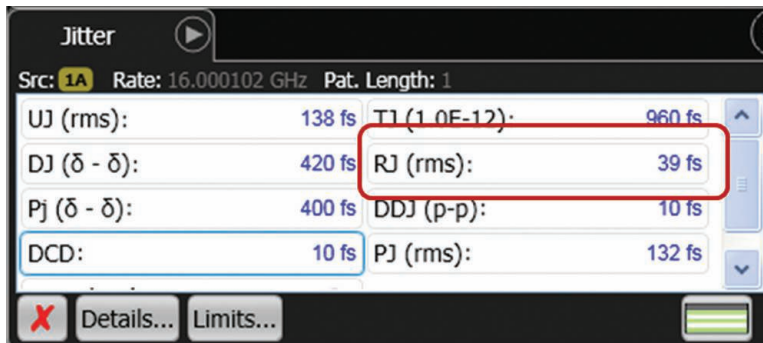 Jitter
Src: 1A Rate: 16.000102 GHz Pat. Length: 1
UJ (rms): 138 fs TJ (1.0E-12): 960 fs
DJ (δ - δ): 420 fs RJ (rms): 39 fs
Pj (δ - δ): 400 fs DDJ (p-p): 10 fs
DCD: 10 fs PJ (rms): 132 fs
Details... Limits...